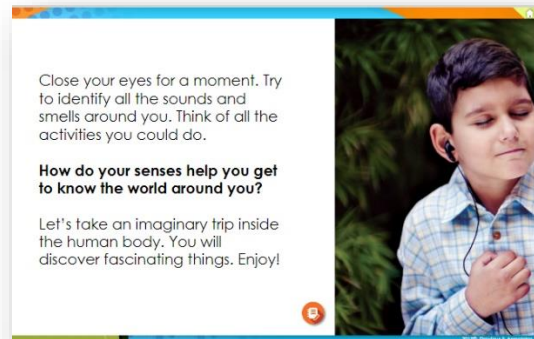 Close your eyes for a moment. Try
to identify all the sounds and
smells around you. Think of all the
activities you could do.
How do your senses help you get
to know the world around you?
Let's take an imaginary trip inside
the human body. You will
discover fascinating things. Enjoy!